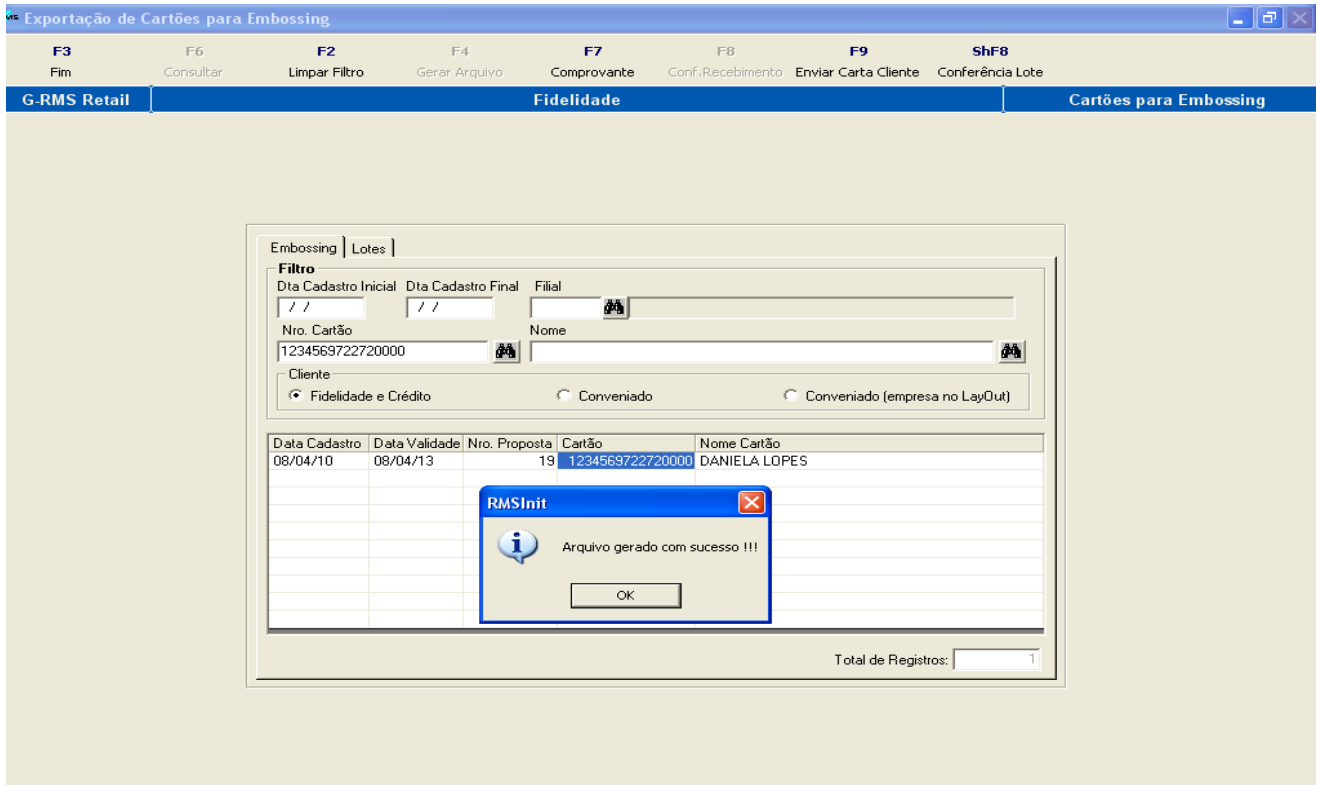 Exportação de Cartões para Embossing
F3 F6 F2 F4 F7 F8 F9 ShF8
Fim Consultar Limpar Filtro Gerar Arquivo Comprovante Conf.Recebimento Enviar Carta Cliente Conferência Lote
G-RMS Retail Fidelidade Cartões para Embossing
Embossing Lotes
Filtro
Dta Cadastro Inicial Dta Cadastro Final Filial
/ / / /
Nro. Cartão Nome
1234569722720000
Cliente
Fidelidade e Crédito Conveniado Conveniado (empresa no LayOut)
Data Cadastro Data Validade Nro. Proposta Cartão Nome Cartão
08/04/10 08/04/13 19 1234569722720000 DANIELA LOPES
RMSInit
Arquivo gerado com sucesso !!!
OK
Total de Registros: 1